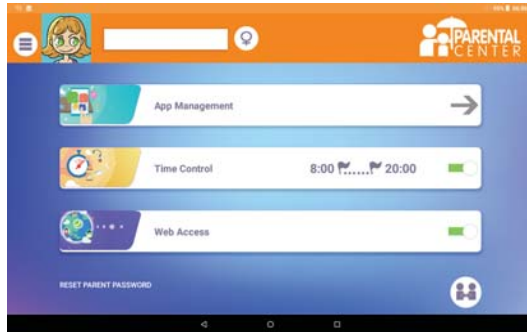 PARENTAL
CENTER
App Management
Time Control 8:00 ...... 20:00
Web Access
RESET PARENT PASSWORD